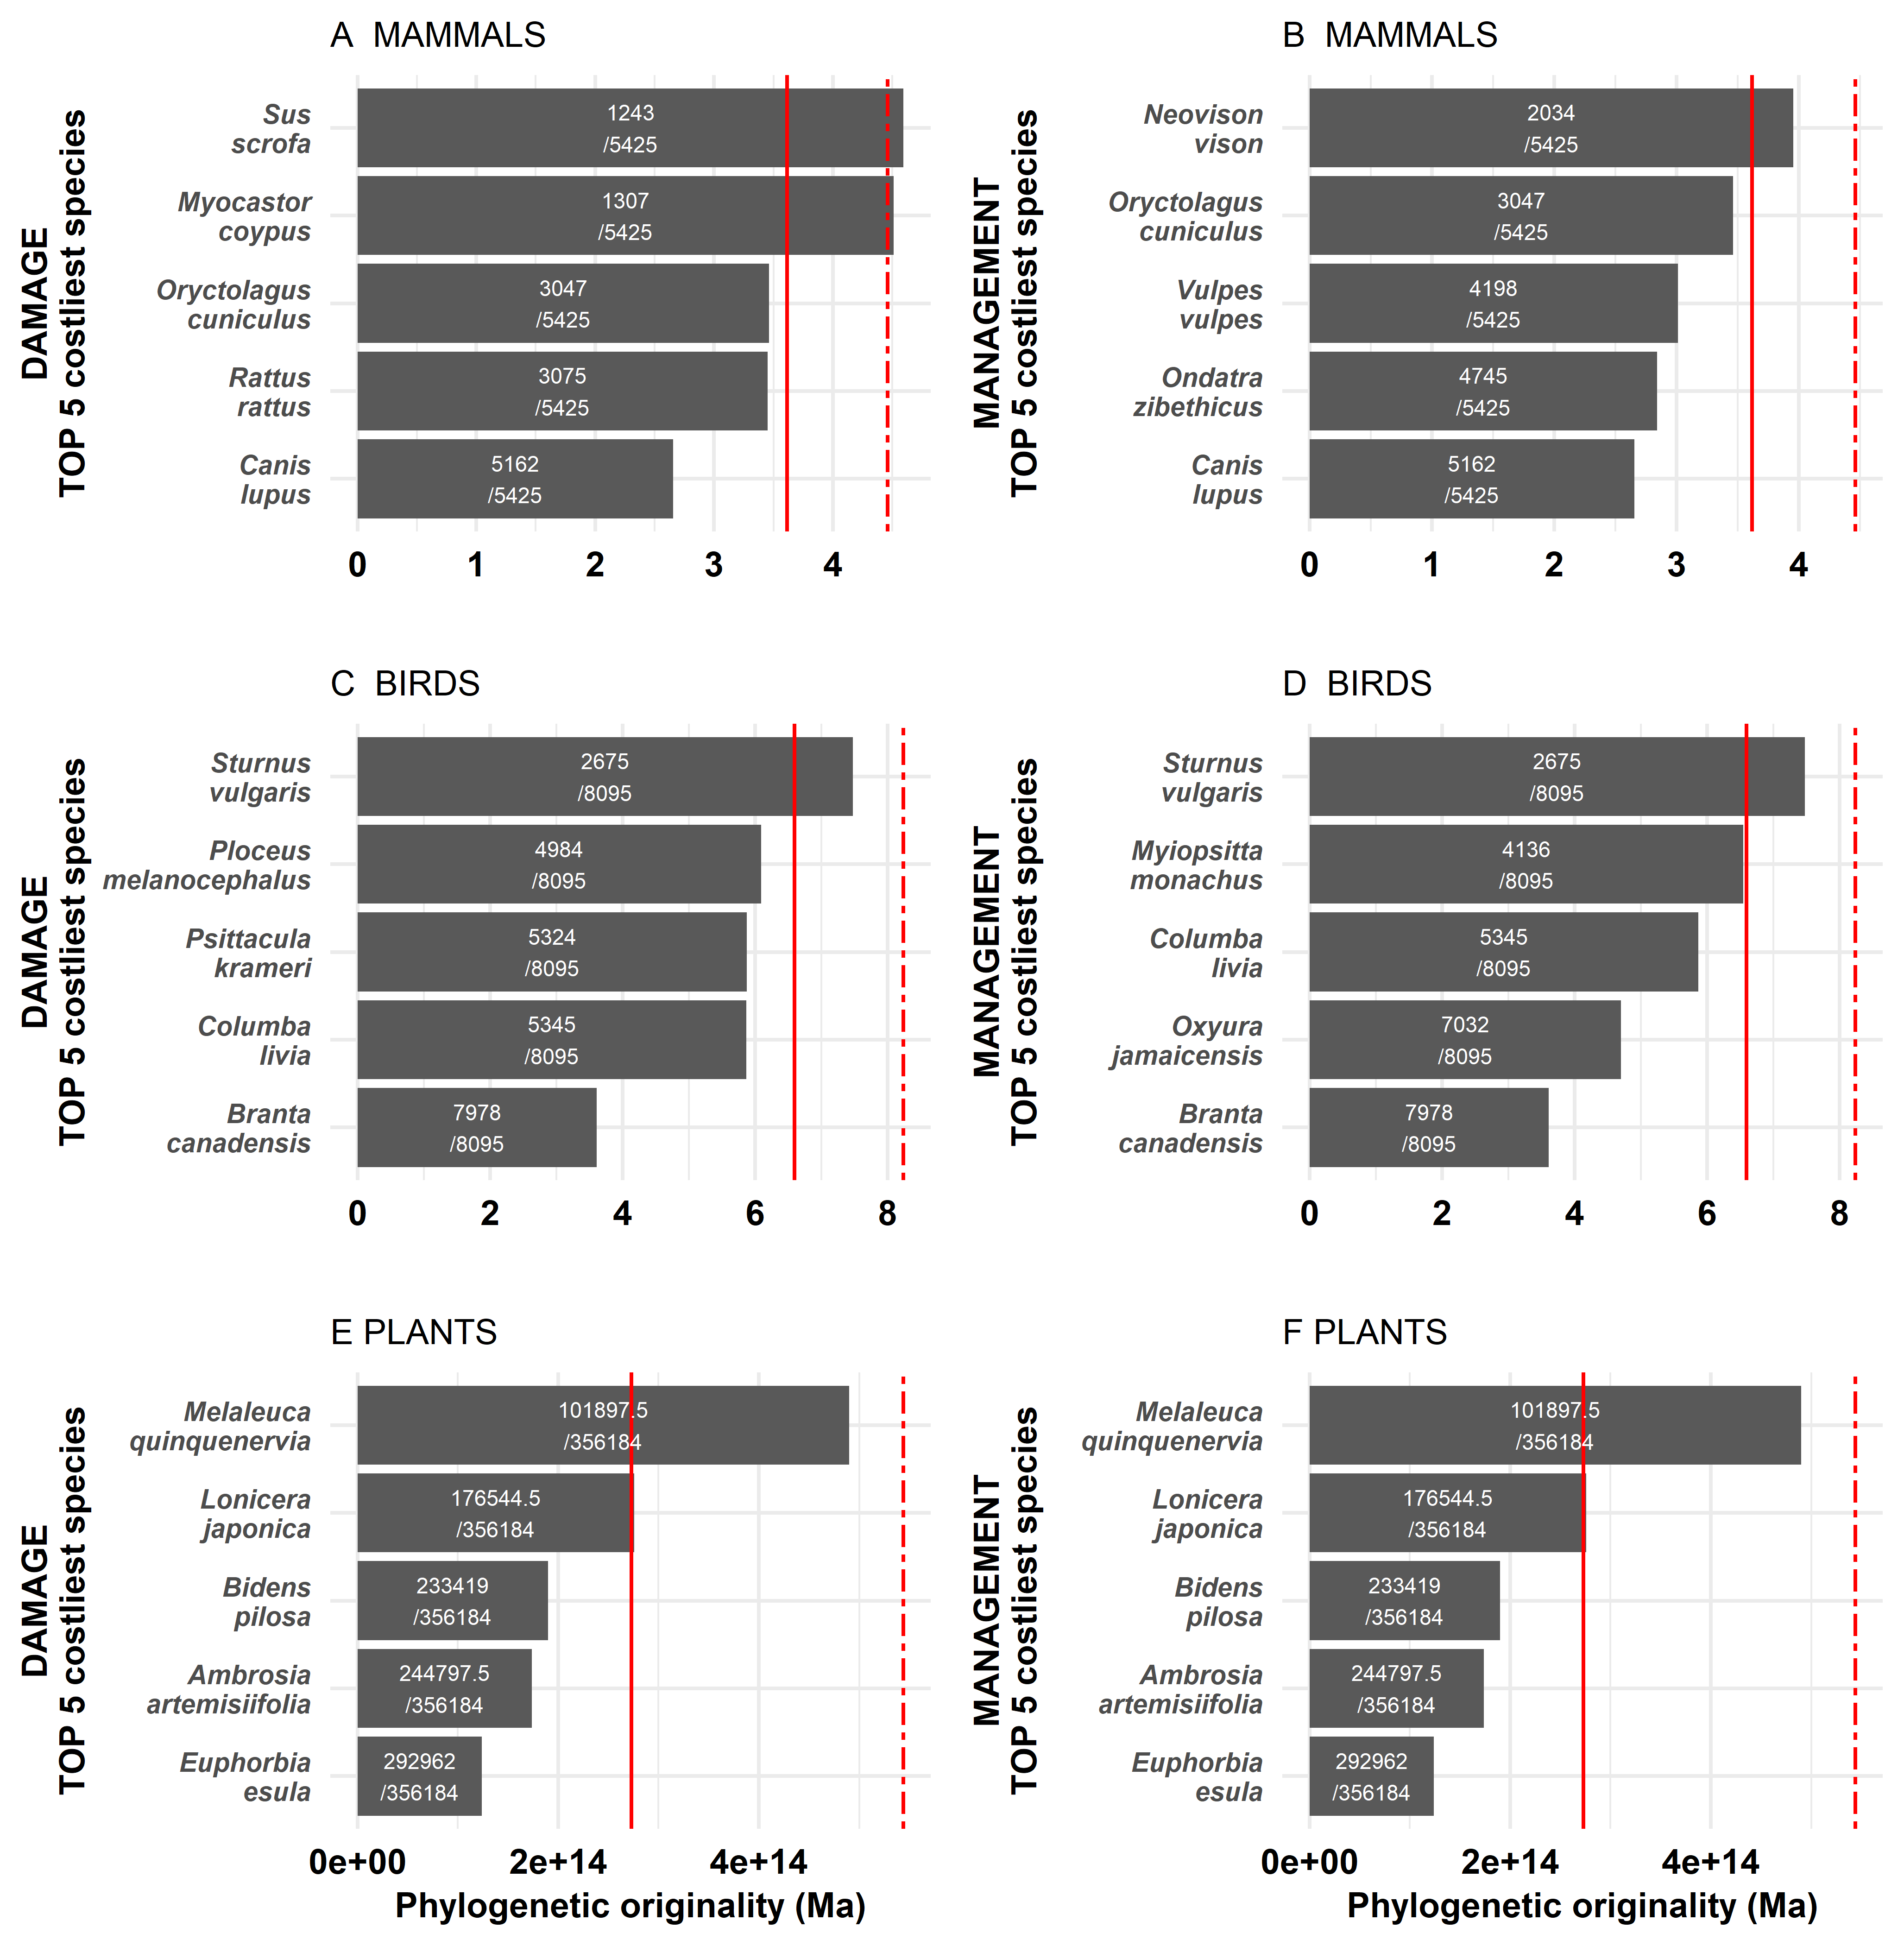 A MAMMALS
DAMAGE
TOP 5 costliest species
Sus
scrofa
1243
/5425
Myocastor
coypus
1307
/5425
Oryctolagus
cuniculus
3047
/5425
Rattus
rattus
3075
/5425
Canis
lupus
5162
/5425
0 1 2 3 4
B MAMMALS
MANAGEMENT
TOP 5 costliest species
Neovison
vison
2034
/5425
Oryctolagus
cuniculus
3047
/5425
Vulpes
vulpes
4198
/5425
Ondatra
zibethicus
4745
/5425
Canis
lupus
5162
/5425
0 1 2 3 4
C BIRDS
DAMAGE
TOP 5 costliest species
Sturnus
vulgaris
2675
/8095
Ploceus
melanocephalus
4984
/8095
Psittacula
krameri
5324
/8095
Columba
livia
5345
/8095
Branta
canadensis
7978
/8095
0 2 4 6 8
D BIRDS
MANAGEMENT
TOP 5 costliest species
Sturnus
vulgaris
2675
/8095
Myiopsitta
monachus
4136
/8095
Columba
livia
5345
/8095
Oxyura
jamaicensis
7032
/8095
Branta
canadensis
7978
/8095
0 2 4 6 8
E PLANTS
DAMAGE
TOP 5 costliest species
Melaleuca
quinquenervia
101897.5
/356184
Lonicera
japonica
176544.5
/356184
Bidens
pilosa
233419
/356184
Ambrosia
artemisiifolia
244797.5
/356184
Euphorbia
esula
292962
/356184
0e+00 2e+14 4e+14
Phylogenetic originality (Ma)
F PLANTS
MANAGEMENT
TOP 5 costliest species
Melaleuca
quinquenervia
101897.5
/356184
Lonicera
japonica
176544.5
/356184
Bidens
pilosa
233419
/356184
Ambrosia
artemisiifolia
244797.5
/356184
Euphorbia
esula
292962
/356184
0e+00 2e+14 4e+14
Phylogenetic originality (Ma)